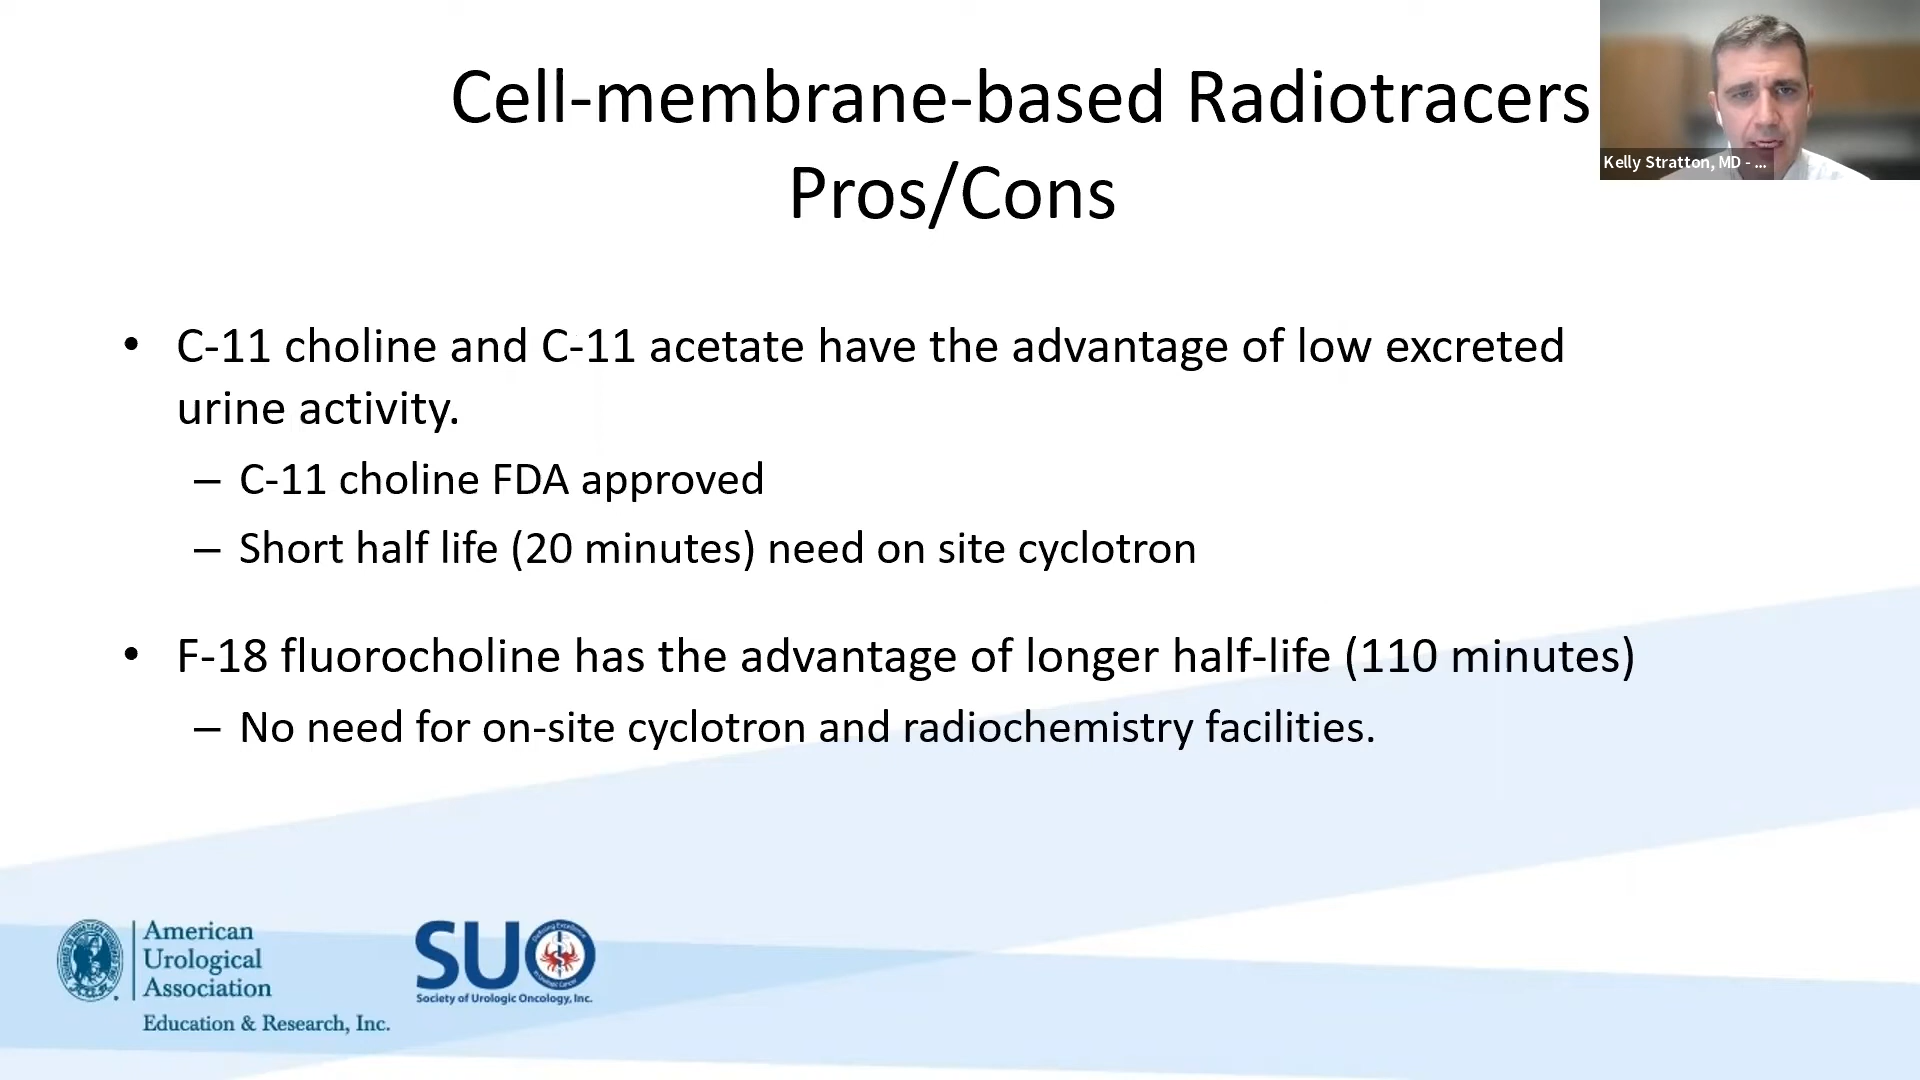 Cell-membrane-based Radiotracers
Pros/Cons
Kelly Stratton, MD - ...
• C-11 choline and C-11 acetate have the advantage of low excreted
urine activity.
– C-11 choline FDA approved
– Short half life (20 minutes) need on site cyclotron
• F-18 fluorocholine has the advantage of longer half-life (110 minutes)
– No need for on-site cyclotron and radiochemistry facilities.
American
Urological
Association
Education & Research, Inc.
SUO
Society of Urologic Oncology, Inc.